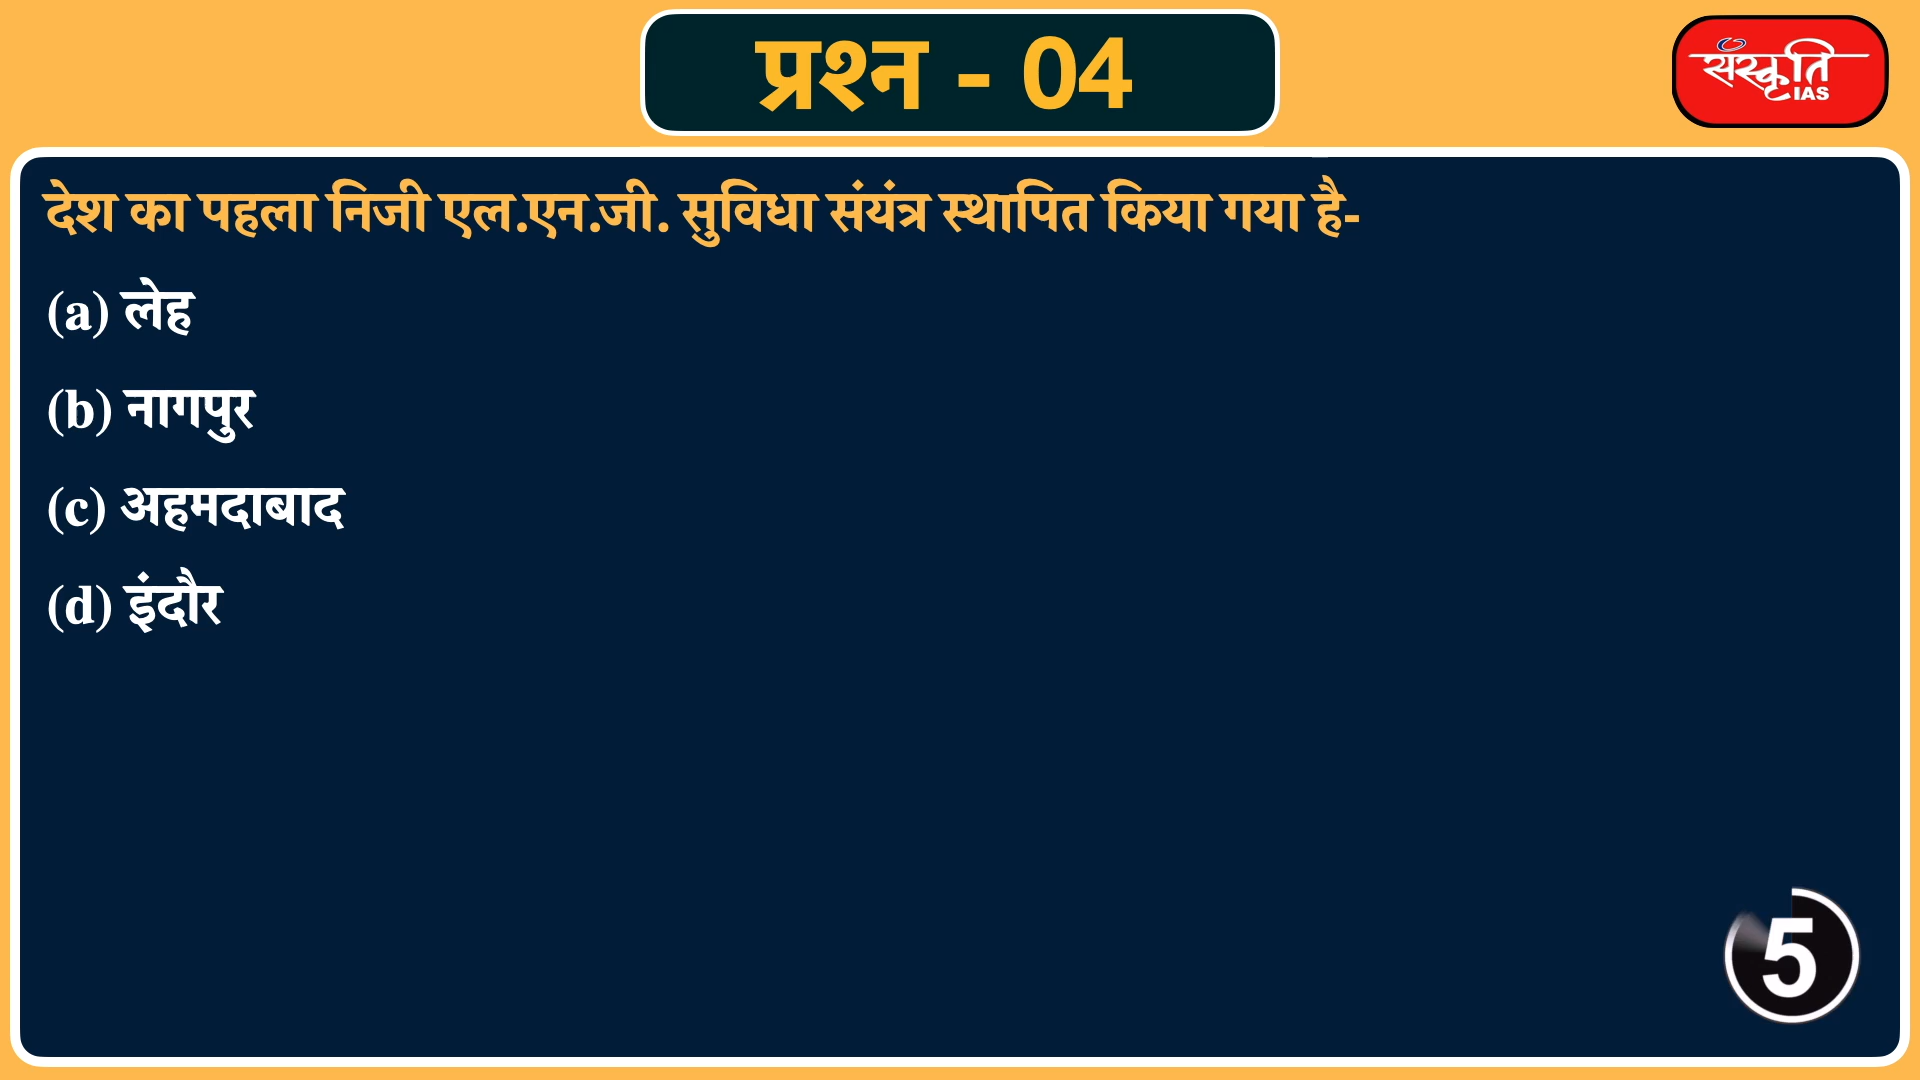 प्रश्न - 04
संस्कृति
IAS
देश का पहला निजी एल.एन.जी. सुविधा संयंत्र स्थापित किया गया है-
(a) लेह
(b) नागपुर
(c) अहमदाबाद
(d) इंदौर
5